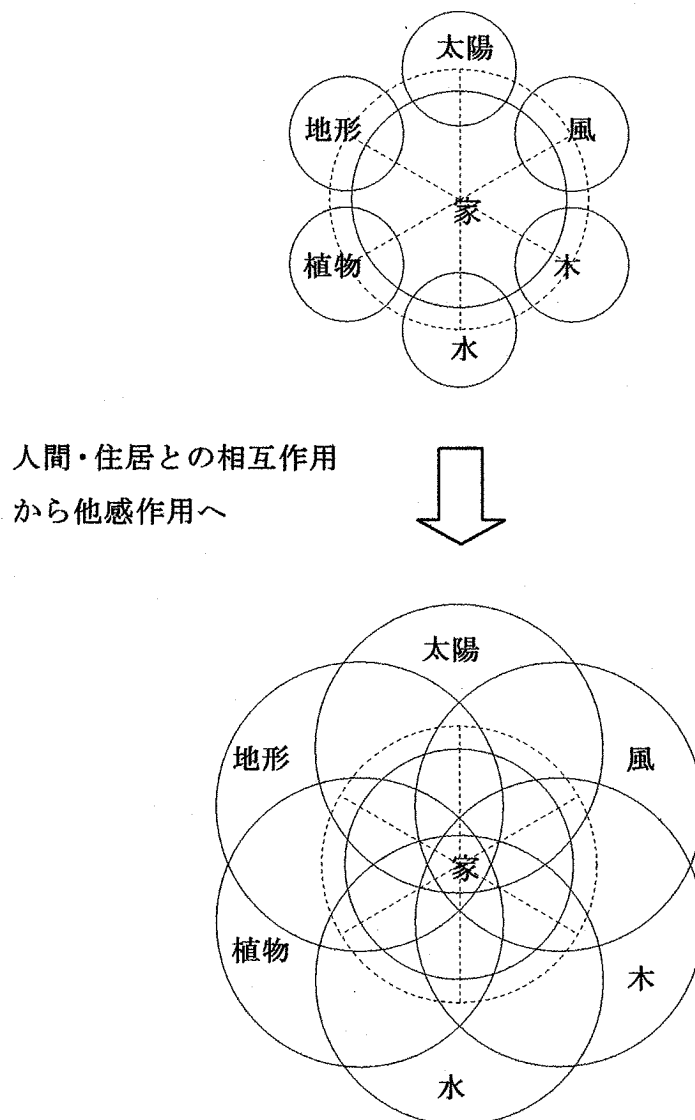 太陽
地形
風
家
植物
木
水
人間・住居との相互作用
から他感作用へ
太陽
地形
風
家
植物
木
水